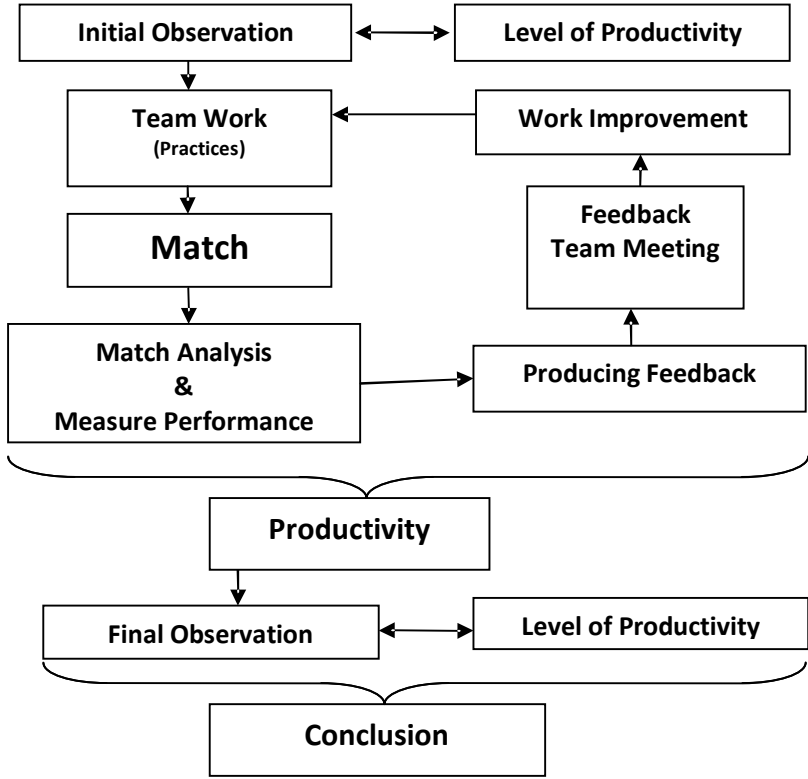 Initial Observation
Level of Productivity
Team Work
(Practices)
Work Improvement
Match
Feedback
Team Meeting
Match Analysis
&
Measure Performance
Producing Feedback
Productivity
Final Observation
Level of Productivity
Conclusion